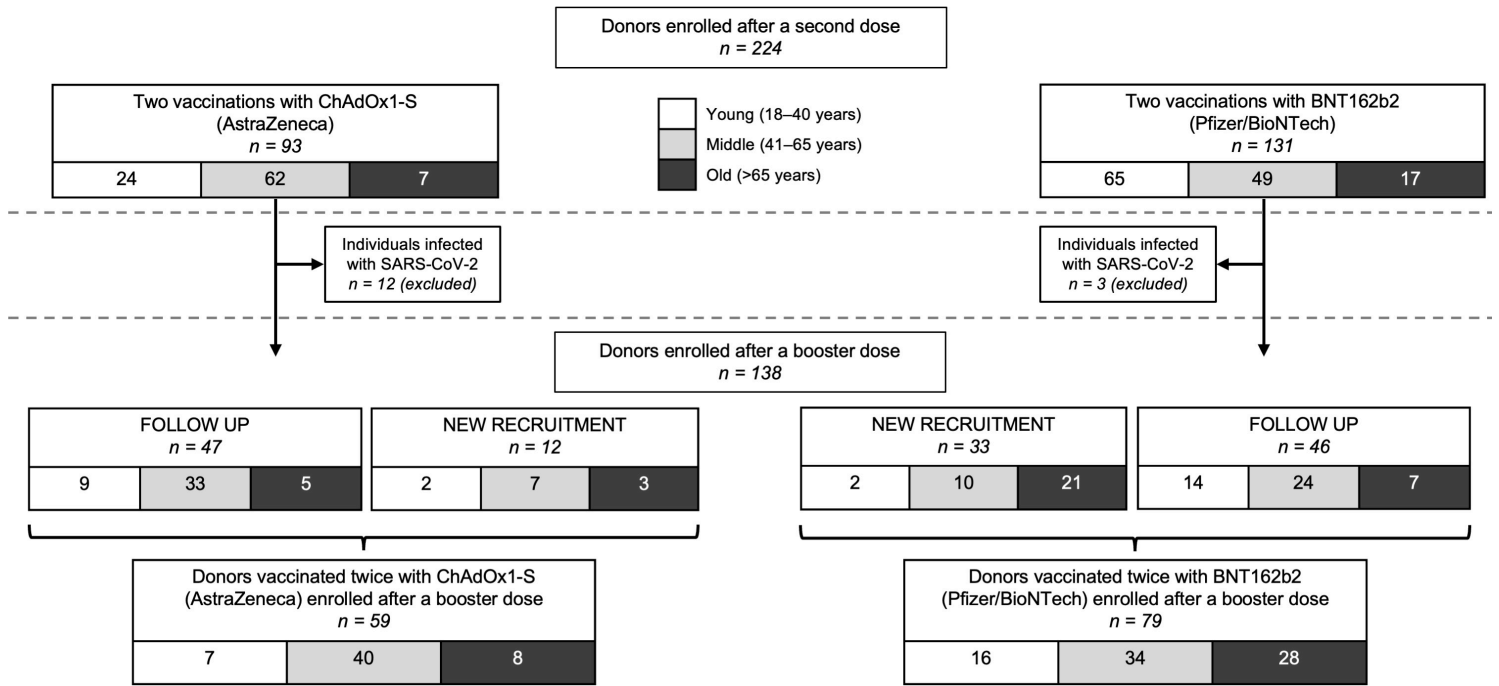 Donors enrolled after a second dose
n = 224
Two vaccinations with ChAdOx1-S
(AstraZeneca)
n = 93
24 62 7
Young (18–40 years)
Middle (41–65 years)
Old (>65 years)
Two vaccinations with BNT162b2
(Pfizer/BioNTech)
n = 131
65 49 17
Individuals infected
with SARS-CoV-2
n = 12 (excluded)
Individuals infected
with SARS-CoV-2
n = 3 (excluded)
Donors enrolled after a booster dose
n = 138
FOLLOW UP
n = 47
9 33 5
NEW RECRUITMENT
n = 12
2 7 3
NEW RECRUITMENT
n = 33
2 10 21
FOLLOW UP
n = 46
14 24 7
Donors vaccinated twice with ChAdOx1-S
(AstraZeneca) enrolled after a booster dose
n = 59
7 40 8
Donors vaccinated twice with BNT162b2
(Pfizer/BioNTech) enrolled after a booster dose
n = 79
16 34 28